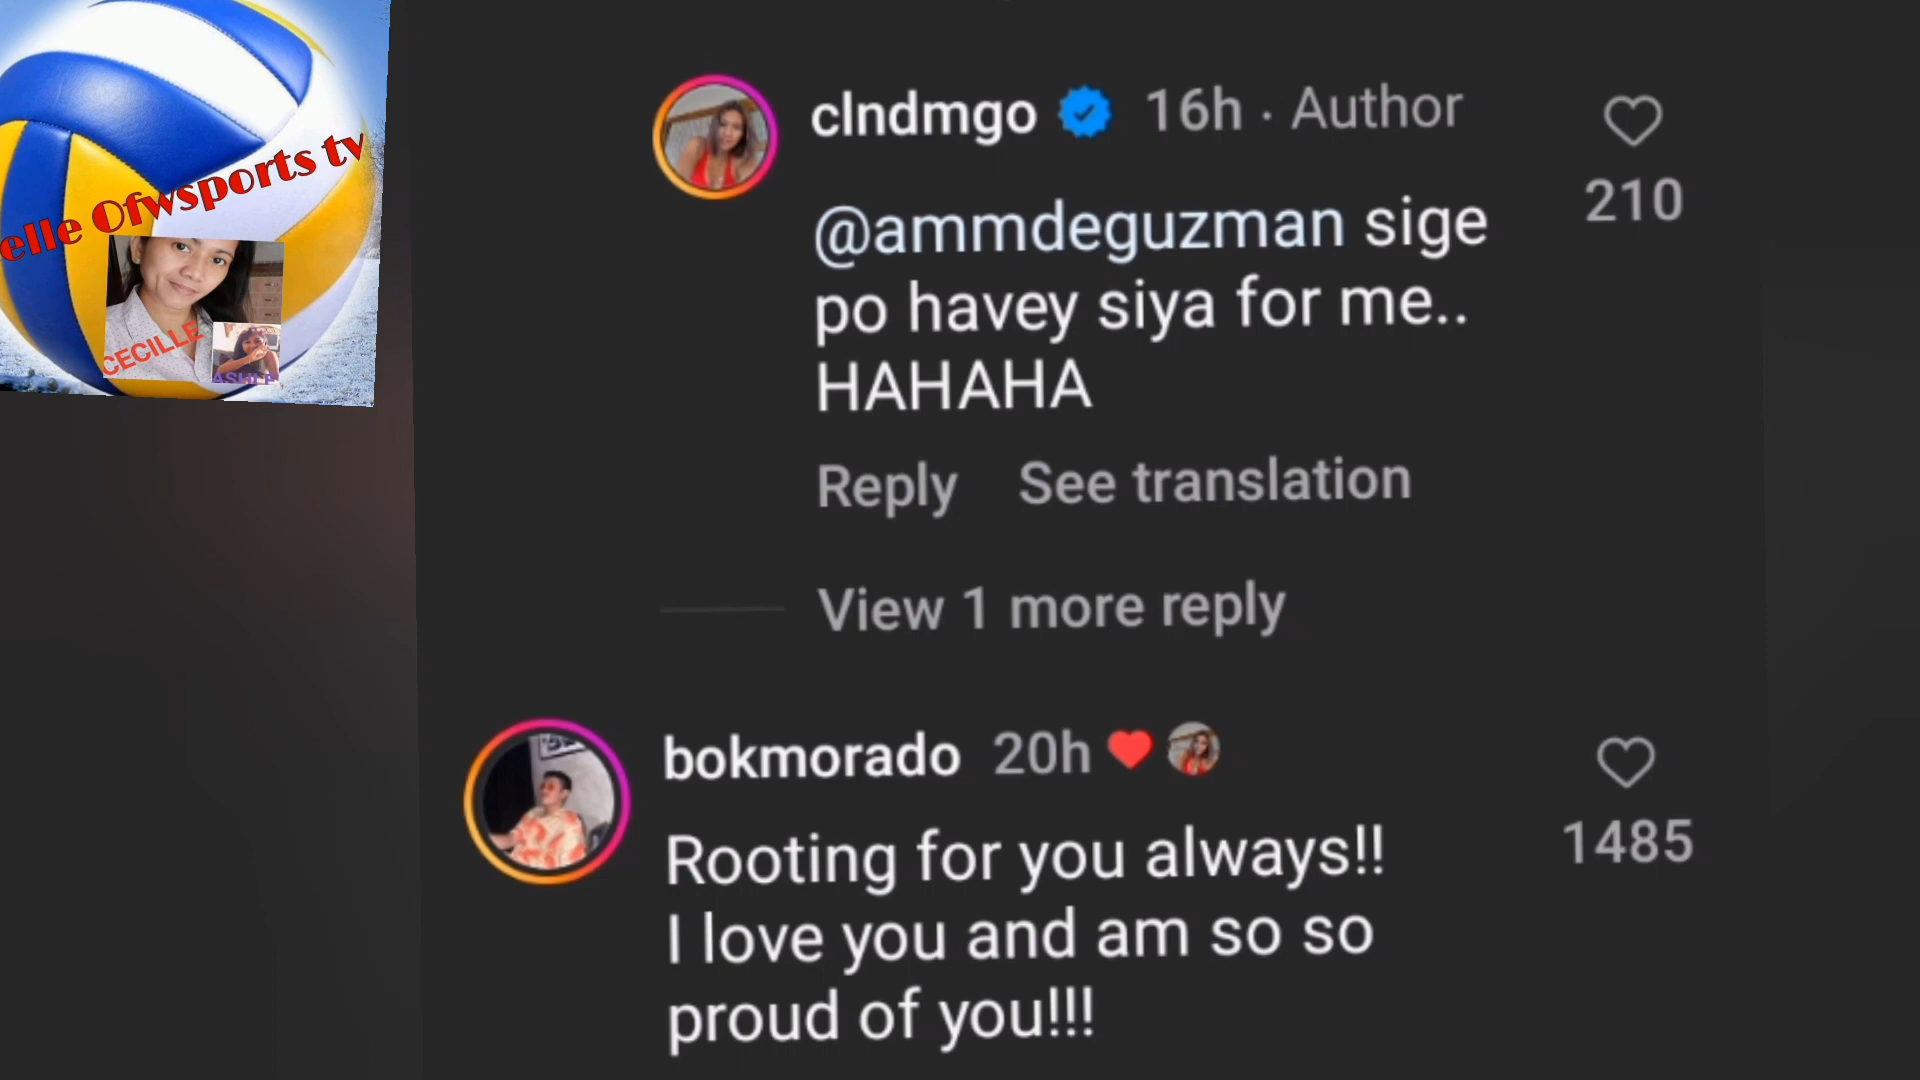 elle Ofwsports tv
CECILLE
clndmgo 16h · Author
210
@ammdeguzman sige
po havey siya for me..
HAHAHA
Reply See translation
View 1 more reply
bokmorado 20h
1485
Rooting for you always!!
I love you and am so so
proud of you!!!